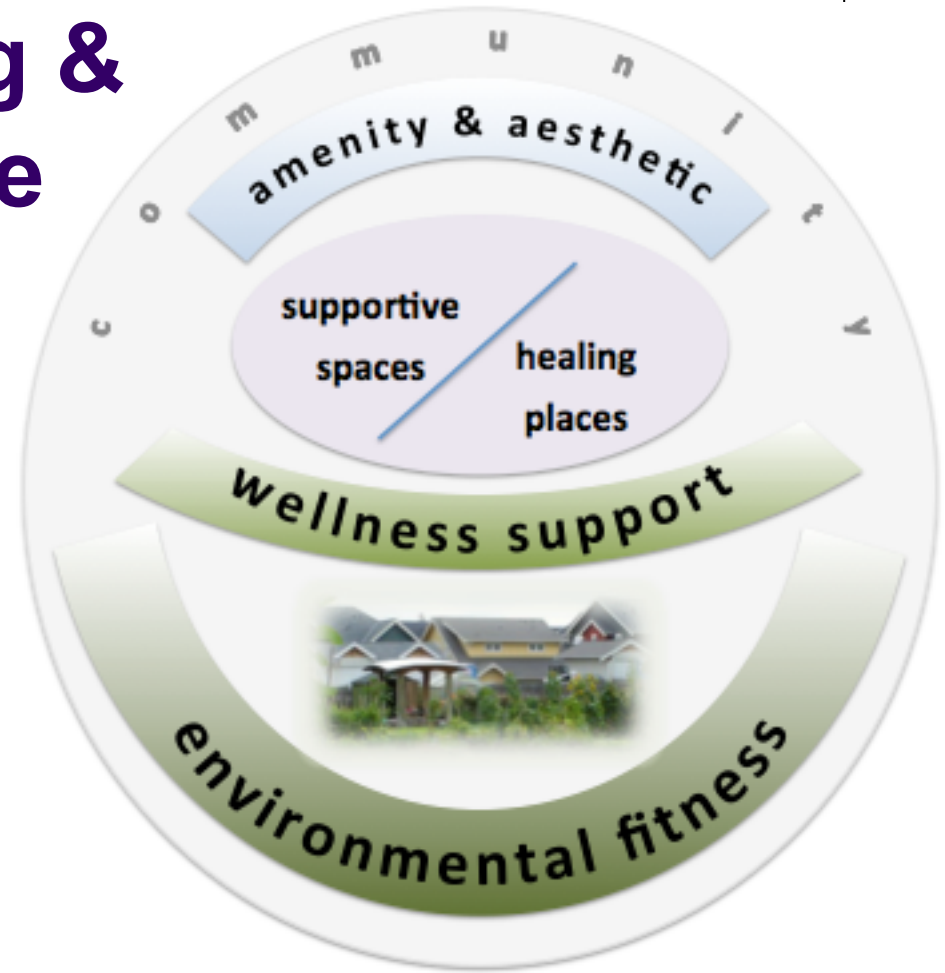 g &
e
community
amenity & aesthetic
supportive
spaces
healing
places
wellness support
environmental fitness